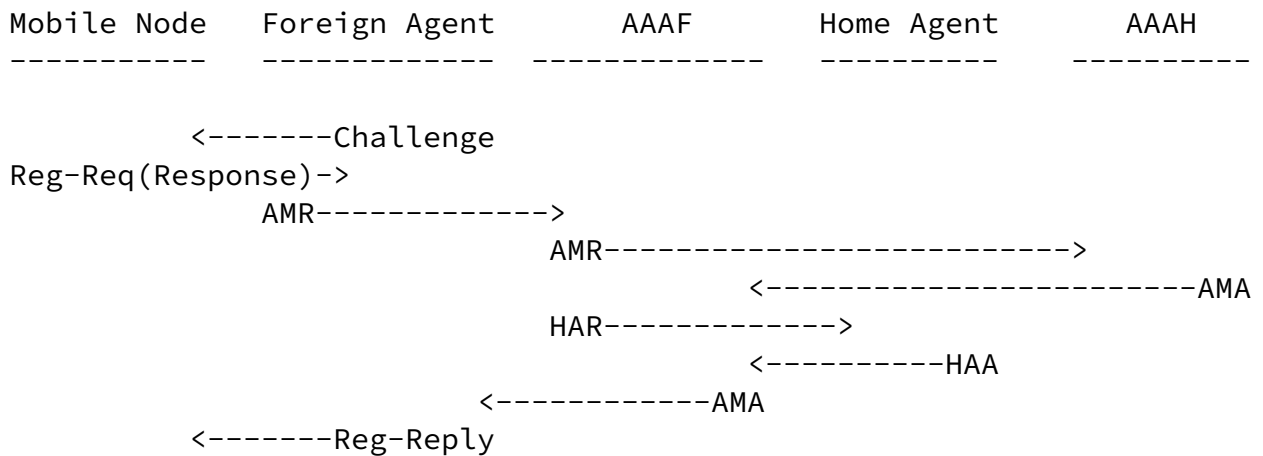 Mobile Node   Foreign Agent       AAAF           Home Agent       AAAH
-----------   -------------  -------------   ----------    ----------
          <-------Challenge
Reg-Req(Response)->
              AMR------------->
                              AMR-------------------------->
                                         <------------------------AMA
                              HAR------------->
                                         <----------HAA
                          <------------AMA
          <-------Reg-Reply